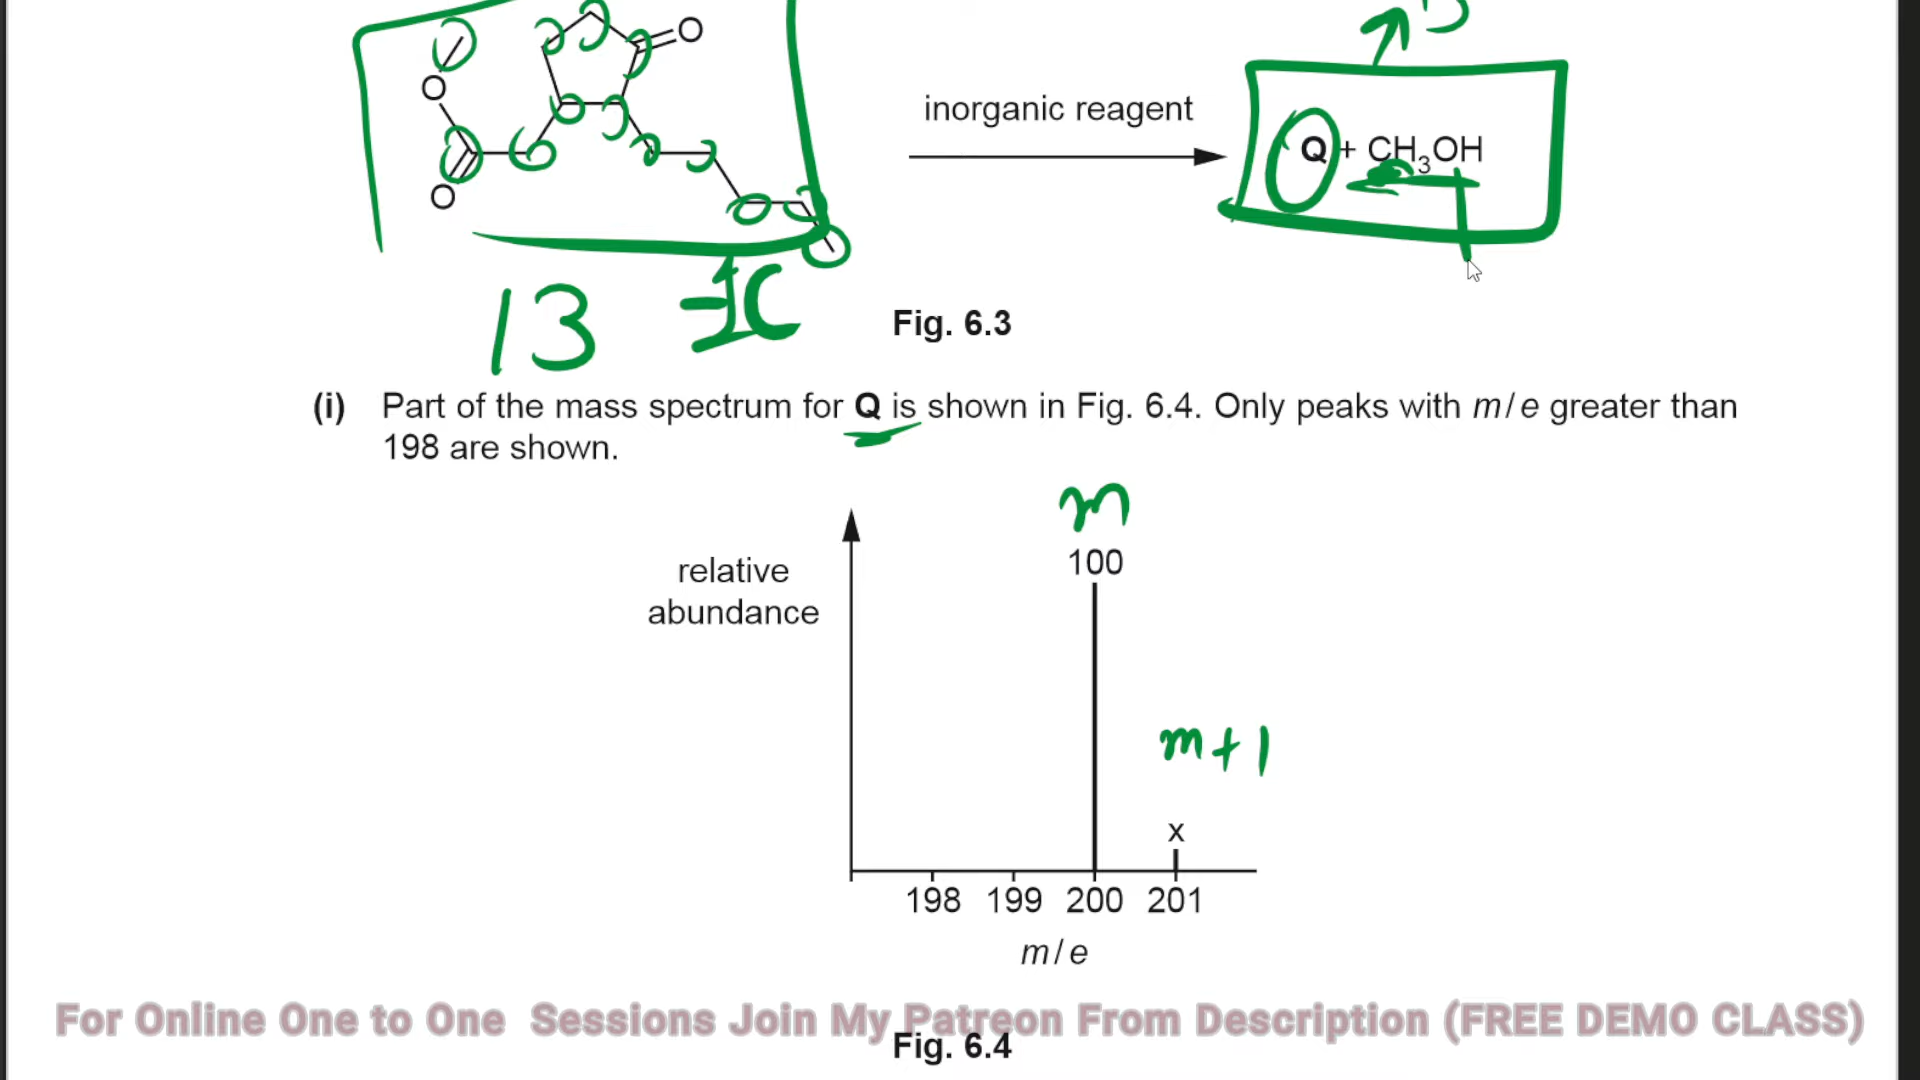 O
O
O
inorganic reagent
Q + CH₃OH
13 C
Fig. 6.3
(i) Part of the mass spectrum for Q is shown in Fig. 6.4. Only peaks with m/e greater than
198 are shown.
m
100
relative
abundance
m+1
x
198 199 200 201
m/e
For Online One to One Sessions Join My Patreon From Description (FREE DEMO CLASS)
Fig. 6.4